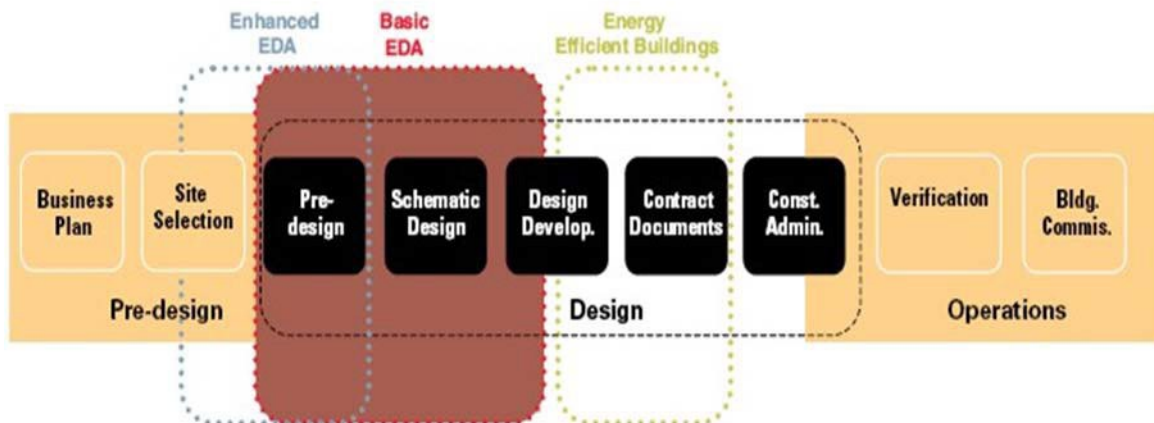 Enhanced
EDA
Basic
EDA
Energy
Efficient Buildings
Business
Plan
Site
Selection
Pre-
design
Schematic
Design
Design
Develop.
Contract
Documents
Const.
Admin.
Verification
Bldg.
Commis.
Pre-design
Design
Operations